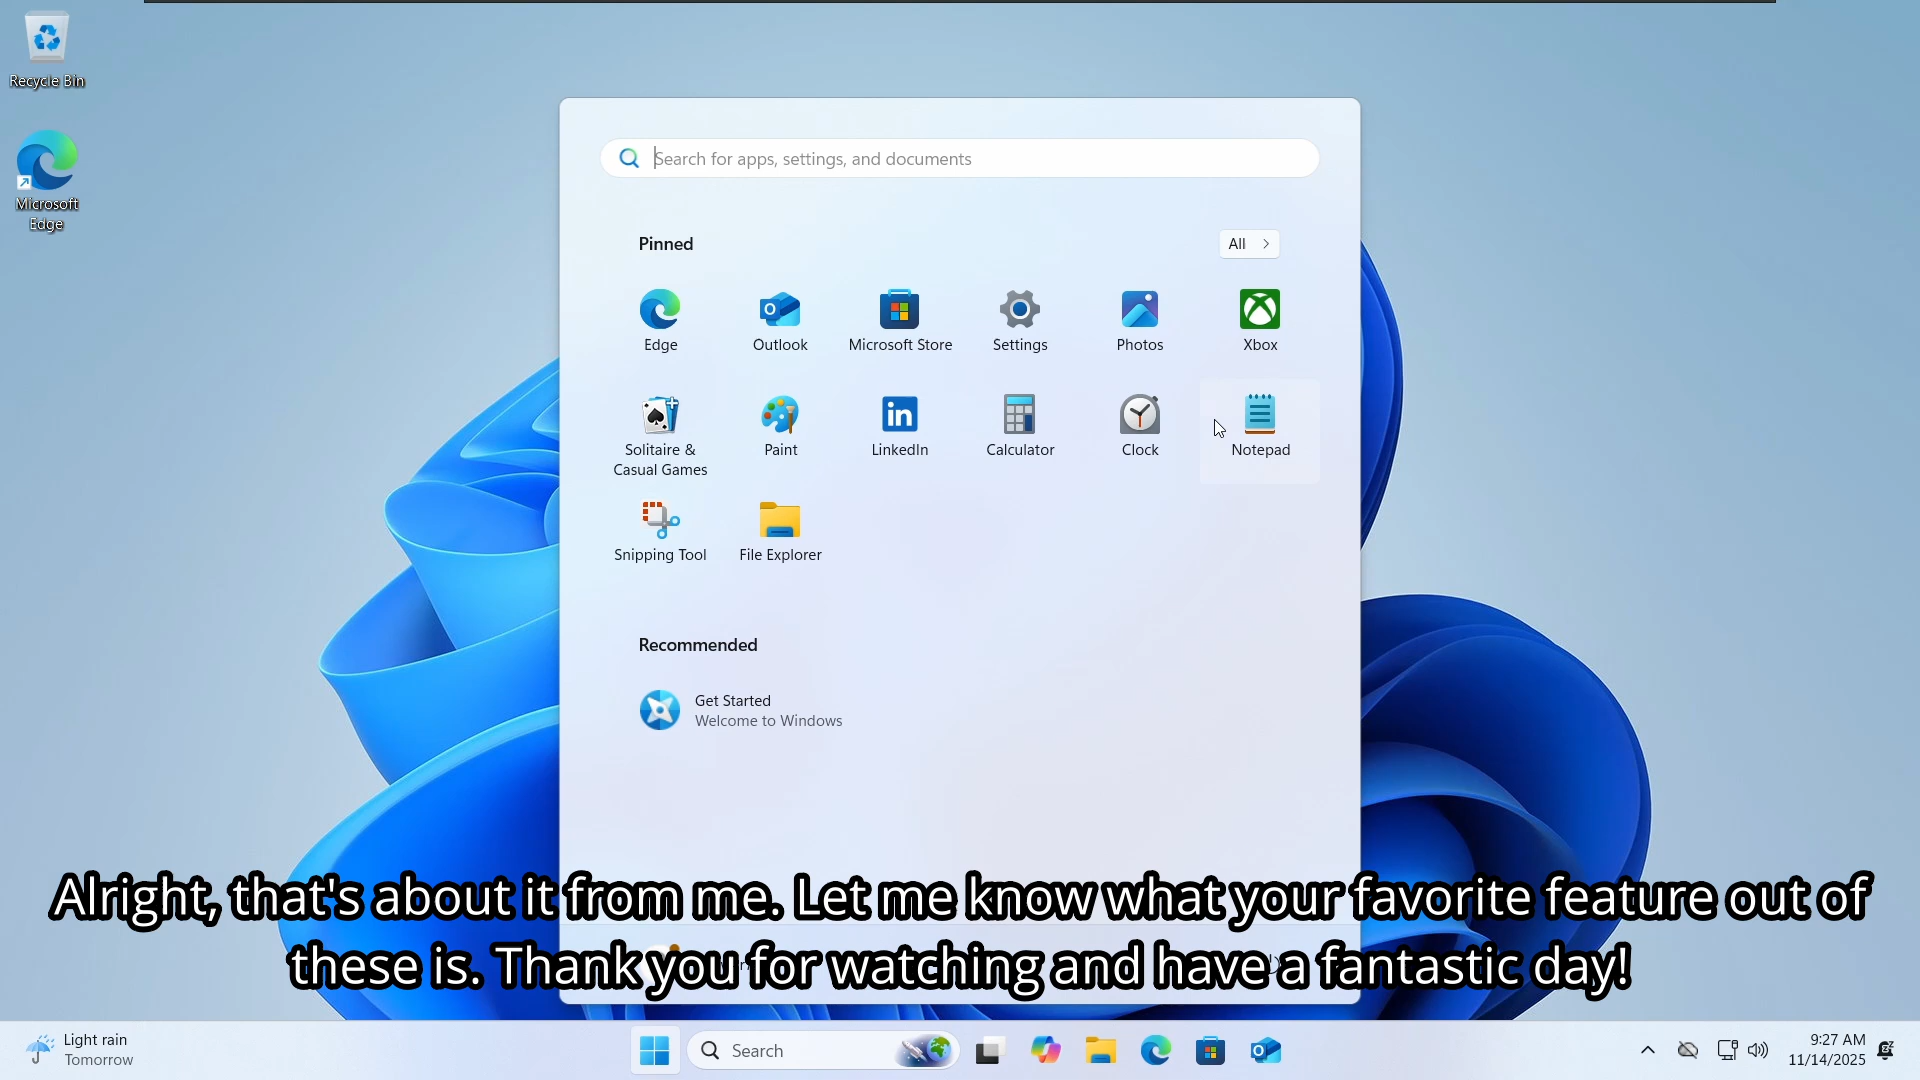 Recycle Bin
Microsoft
Edge
Search for apps, settings, and documents
Pinned
All
Edge
Outlook
Microsoft Store
Settings
Photos
Xbox
Solitaire &
Casual Games
Paint
LinkedIn
Calculator
Clock
Notepad
Snipping Tool
File Explorer
Recommended
Get Started
Welcome to Windows
Alright, that's about it from me. Let me know what your favorite feature out of
these is. Thank you for watching and have a fantastic day!
Light rain
Tomorrow
Search
9:27 AM
11/14/2025